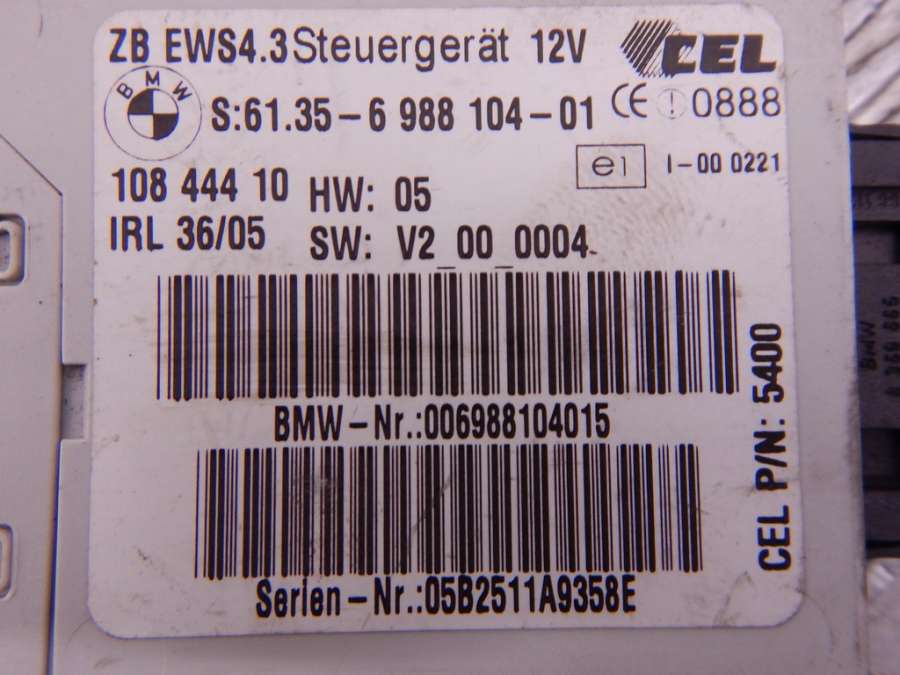 ZB EWS4.3 Steuergerät 12V
CEL
BMW
S:61.35-6 988 104-01
CE ! 0888
e1 I-00 0221
108 444 10
HW: 05
IRL 36/05
SW: V2_00_0004
BMW-Nr.:006988104015
Serien-Nr.:05B2511A9358E
CEL P/N: 5400
BMW